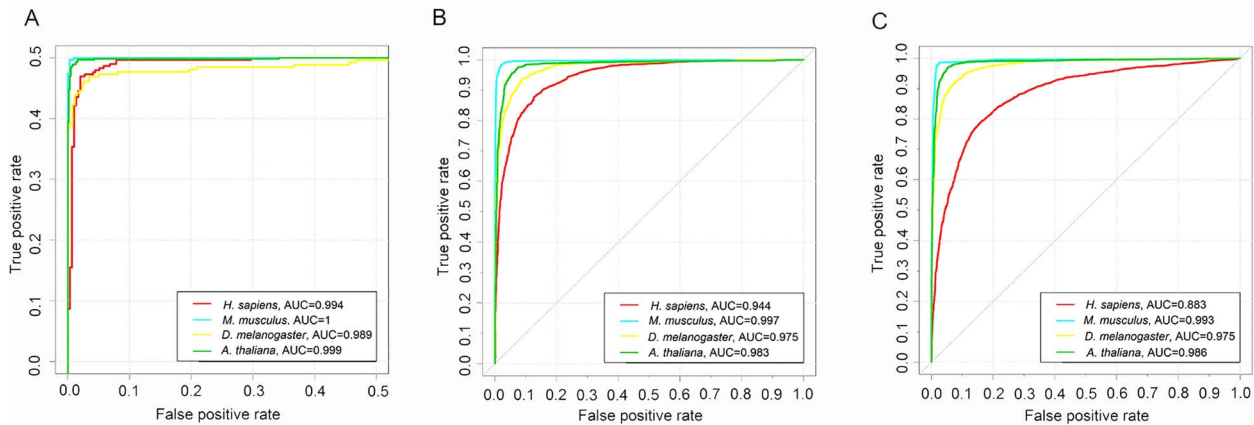 A
True positive rate
0.5
0.4
0.3
0.2
0.1
0.0
H. sapiens, AUC=0.994
M. musculus, AUC=1
D. melanogaster, AUC=0.989
A. thaliana, AUC=0.999
0.0 0.1 0.2 0.3 0.4 0.5
False positive rate
B
True positive rate
1.0
0.9
0.8
0.7
0.6
0.5
0.4
0.3
0.2
0.1
0.0
H. sapiens, AUC=0.944
M. musculus, AUC=0.997
D. melanogaster, AUC=0.975
A. thaliana, AUC=0.983
0.0 0.1 0.2 0.3 0.4 0.5 0.6 0.7 0.8 0.9 1.0
False positive rate
C
True positive rate
1.0
0.9
0.8
0.7
0.6
0.5
0.4
0.3
0.2
0.1
0.0
H. sapiens, AUC=0.883
M. musculus, AUC=0.993
D. melanogaster, AUC=0.975
A. thaliana, AUC=0.986
0.0 0.1 0.2 0.3 0.4 0.5 0.6 0.7 0.8 0.9 1.0
False positive rate